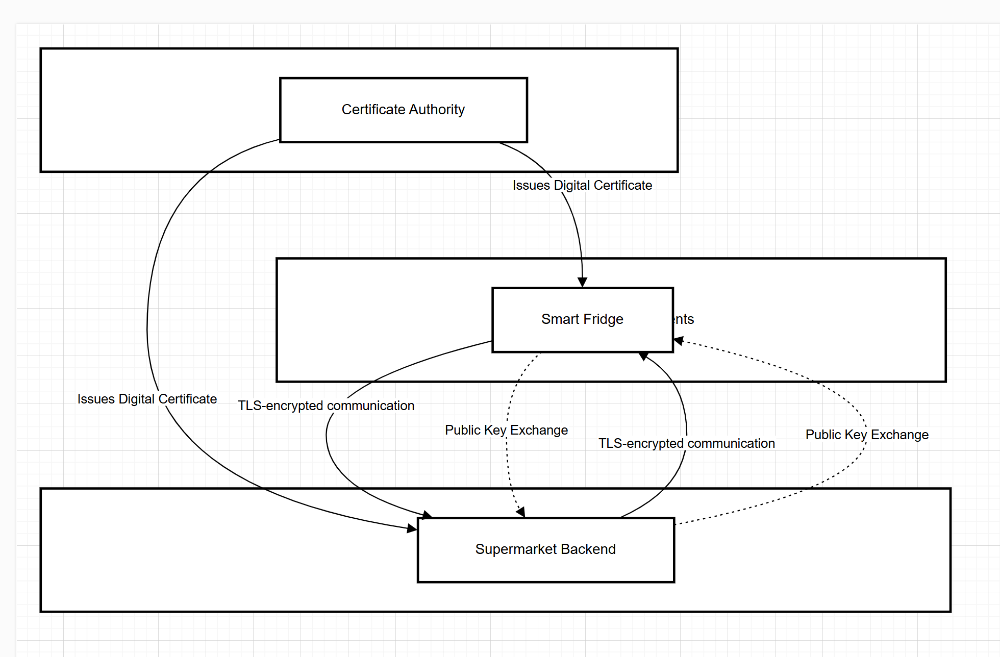 Certificate Authority
Issues Digital Certificate
Smart Fridge
Issues Digital Certificate
TLS-encrypted communication
Public Key Exchange
TLS-encrypted communication
Public Key Exchange
Supermarket Backend